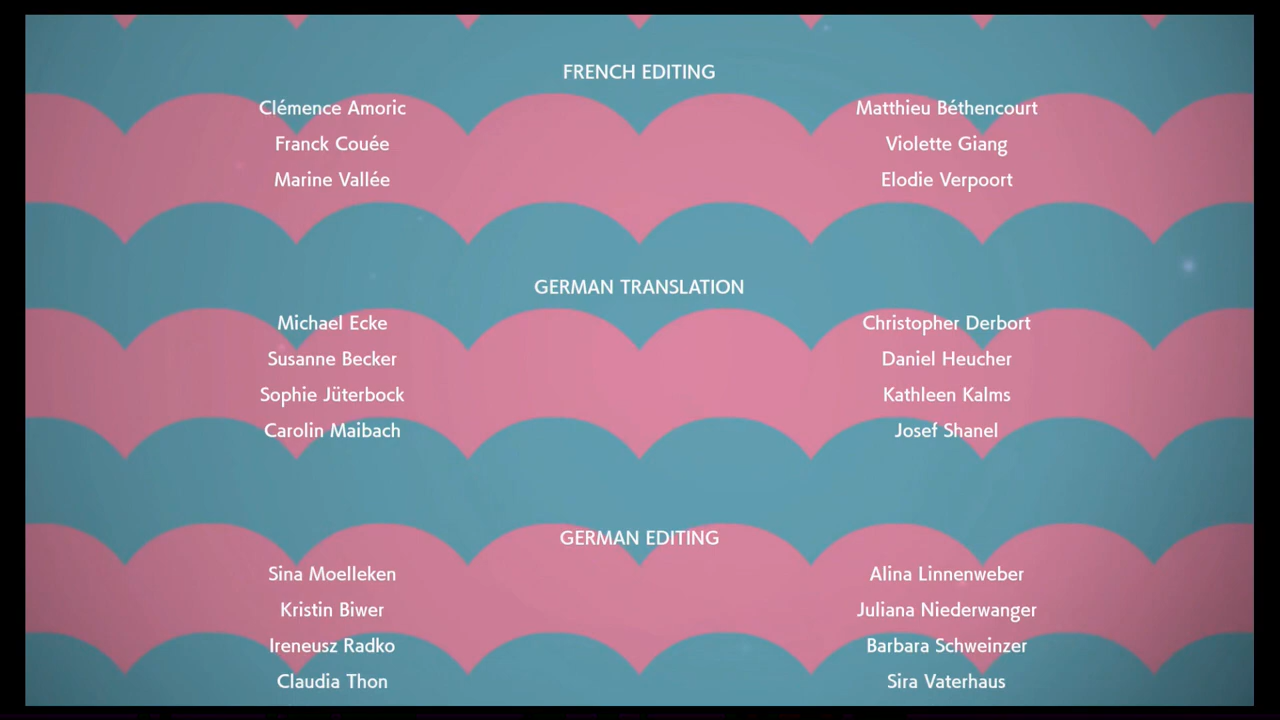 FRENCH EDITING
Clémence Amoric Matthieu Béthencourt
Franck Couée Violette Giang
Marine Vallée Elodie Verpoort
GERMAN TRANSLATION
Michael Ecke Christopher Derbort
Susanne Becker Daniel Heucher
Sophie Jüterbock Kathleen Kalms
Carolin Maibach Josef Shanel
GERMAN EDITING
Sina Moelleken Alina Linnenweber
Kristin Biwer Juliana Niederwanger
Ireneusz Radko Barbara Schweinzer
Claudia Thon Sira Vaterhaus